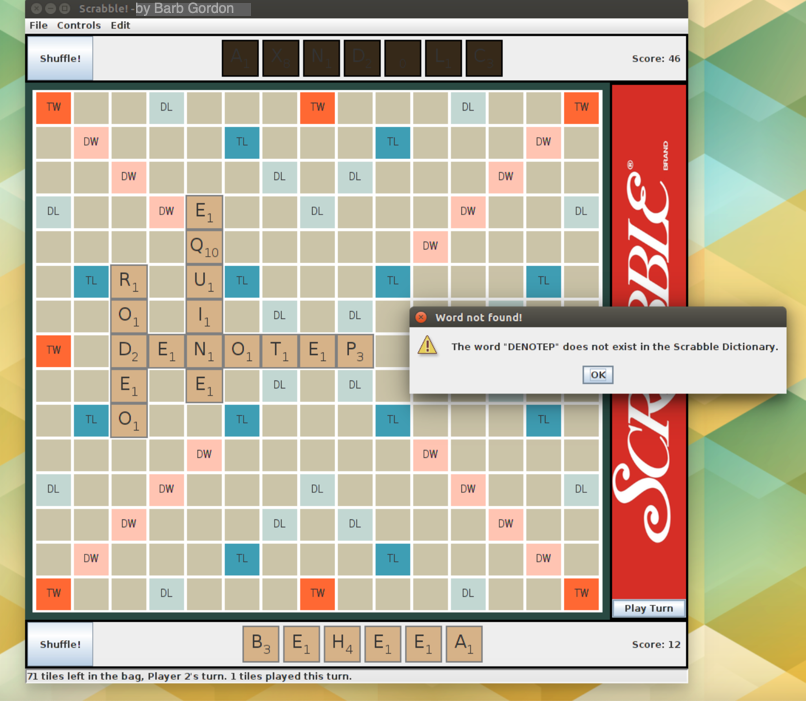 Scrabble! - by Barb Gordon
File Controls Edit
Shuffle!
A X N D L C
Score: 46
TW DL TW DL TW
DW TL TL DW
DW DL DL DW
DL DW E1 DL DW DL
Q10 DW
TL R1 U1 TL TL TL
O1 I1 DL DL
TW D2 E1 N1 O1 T1 E1 P3
E1 E1 DL DL
TL O1 TL TL TL
DW DW
DL DW DL DW DL
DW DL DL DW
DW TL TL DW
TW DL TW DL TW
SCRABBLE® BRAND
Word not found!
The word "DENOTEP" does not exist in the Scrabble Dictionary.
OK
Play Turn
Shuffle!
B3 E1 H4 E1 E1 A1
Score: 12
71 tiles left in the bag, Player 2's turn. 1 tiles played this turn.